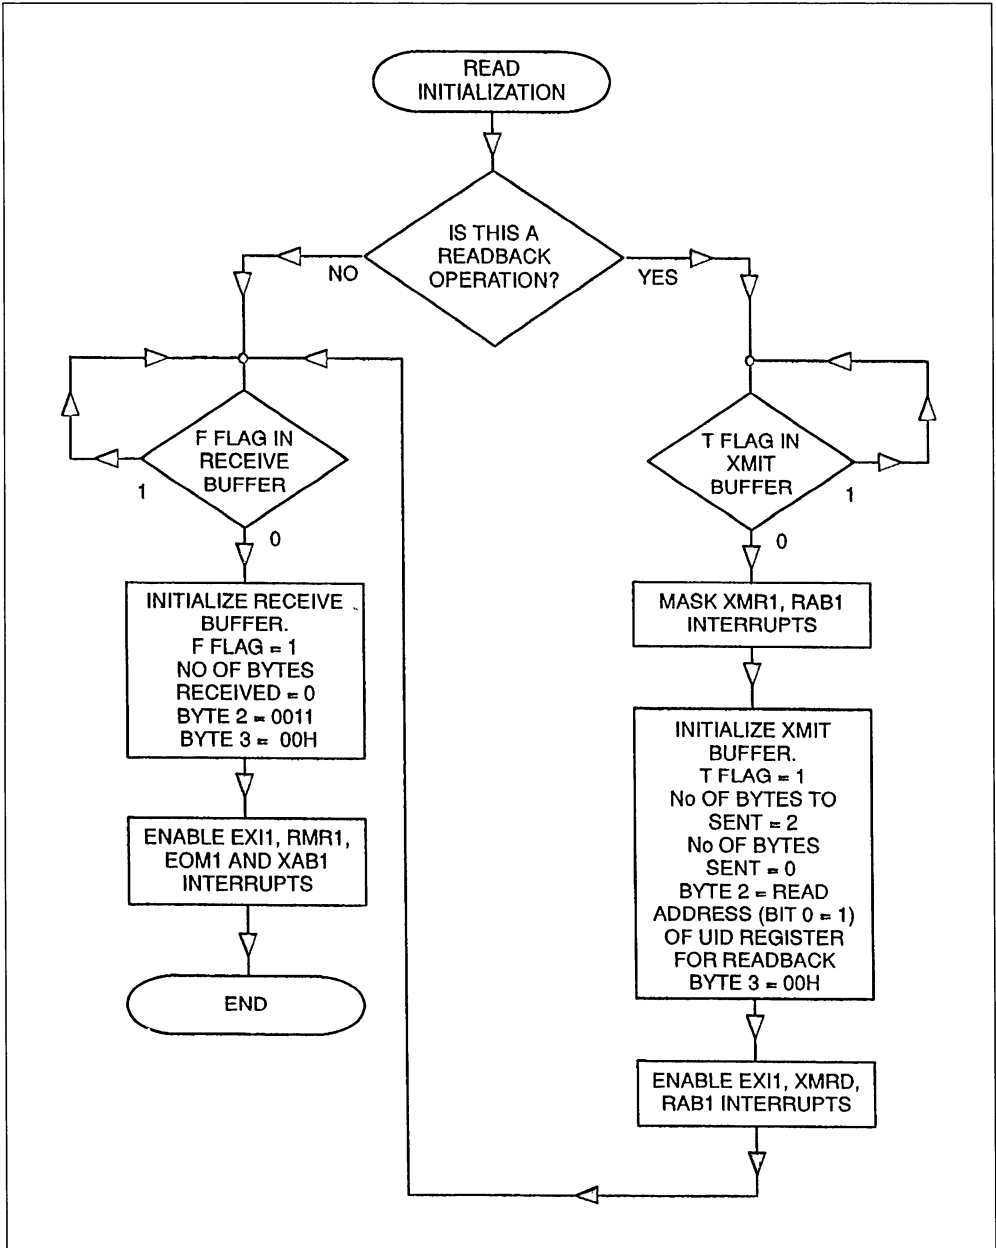 READ
INITIALIZATION
IS THIS A
READBACK
OPERATION?
NO
YES
F FLAG IN
RECEIVE
BUFFER
1
0
T FLAG IN
XMIT
BUFFER
1
0
INITIALIZE RECEIVE
BUFFER.
F FLAG = 1
NO OF BYTES
RECEIVED = 0
BYTE 2 = 0011
BYTE 3 = 00H
ENABLE EXI1, RMR1,
EOM1 AND XAB1
INTERRUPTS
END
MASK XMR1, RAB1
INTERRUPTS
INITIALIZE XMIT
BUFFER.
T FLAG = 1
No OF BYTES TO
SENT = 2
No OF BYTES
SENT = 0
BYTE 2 = READ
ADDRESS (BIT 0 = 1)
OF UID REGISTER
FOR READBACK
BYTE 3 = 00H
ENABLE EXI1, XMRD,
RAB1 INTERRUPTS